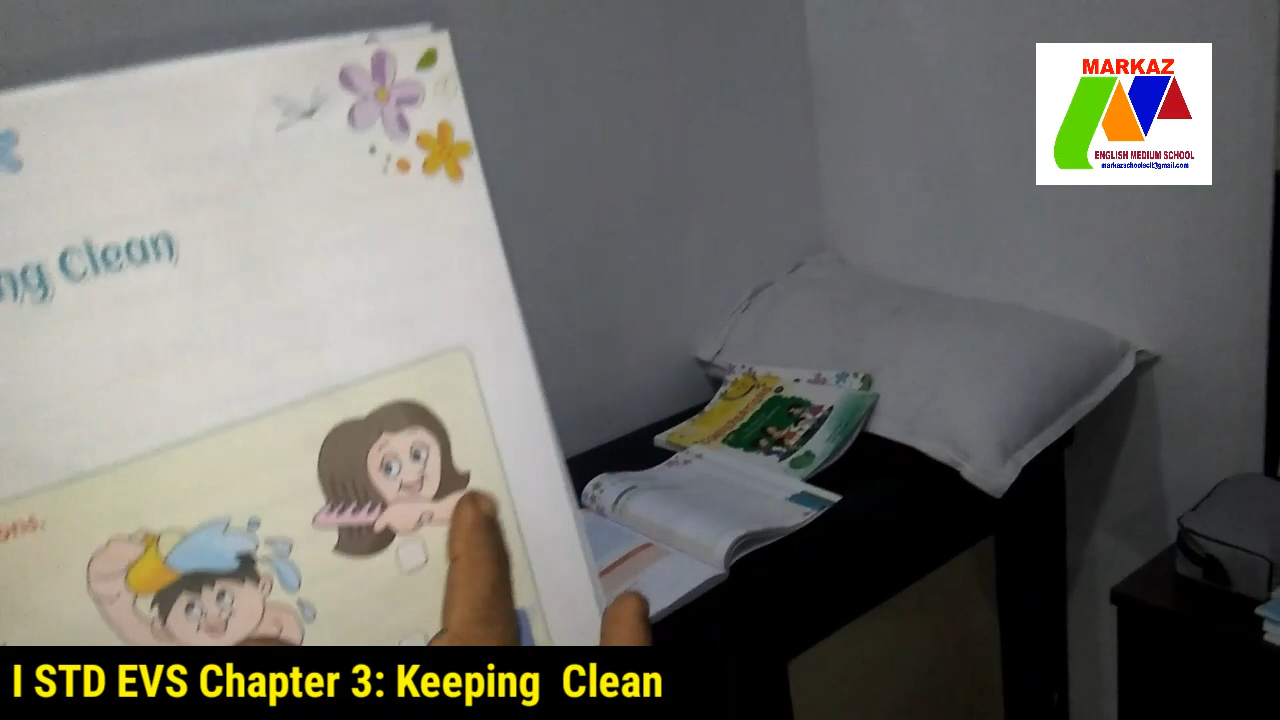 MARKAZ
ENGLISH MEDIUM SCHOOL
ng Clean
ons.
I STD EVS Chapter 3: Keeping Clean